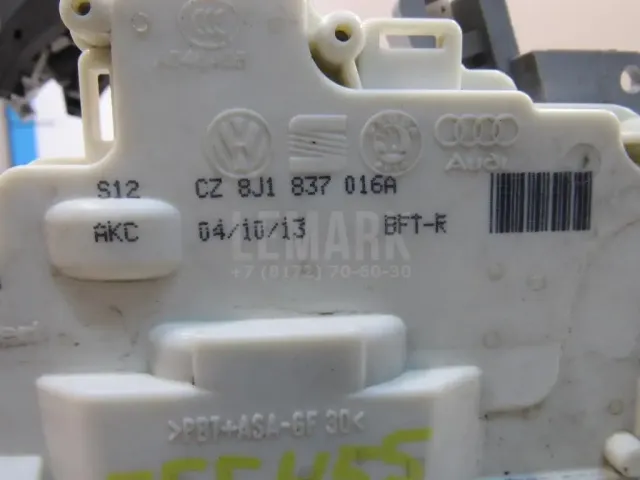 Audi
S12 CZ 8J1 837 016A
AKC 04/10/13 BFT-R
LEMARK
+7 (8172) 70-60-30
>PBT+ASA-GF 30<